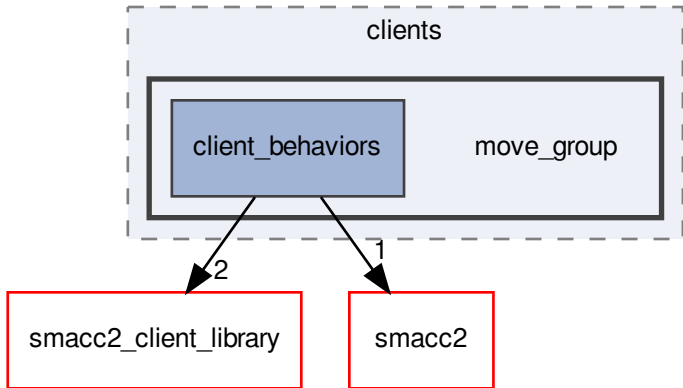 clients
client_behaviors
move_group
2
1
smacc2_client_library
smacc2